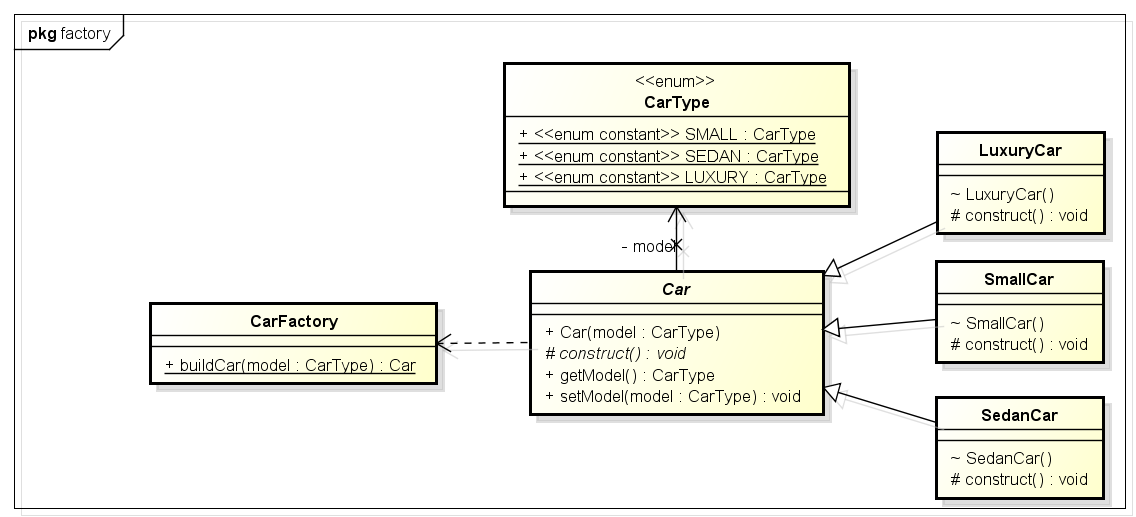 pkg factory
<<enum>>
CarType
+ <<enum constant>> SMALL : CarType
+ <<enum constant>> SEDAN : CarType
+ <<enum constant>> LUXURY : CarType
- model
Car
+ Car(model : CarType)
# construct() : void
+ getModel() : CarType
+ setModel(model : CarType) : void
CarFactory
+ buildCar(model : CarType) : Car
LuxuryCar
~ LuxuryCar()
# construct() : void
SmallCar
~ SmallCar()
# construct() : void
SedanCar
~ SedanCar()
# construct() : void